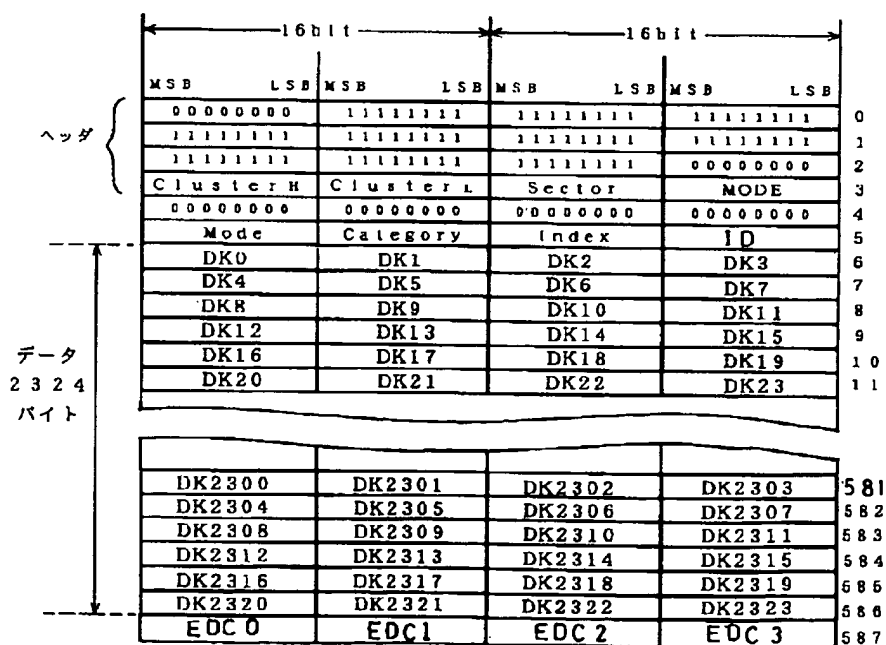 16bit 16bit
MSB LSB MSB LSB MSB LSB MSB LSB
00000000 11111111 11111111 11111111 0
ヘッダ 11111111 11111111 11111111 11111111 1
11111111 11111111 11111111 00000000 2
ClusterH ClusterL Sector MODE 3
00000000 00000000 00000000 00000000 4
Mode Category Index ID 5
DK0 DK1 DK2 DK3 6
DK4 DK5 DK6 DK7 7
DK8 DK9 DK10 DK11 8
DK12 DK13 DK14 DK15 9
データ DK16 DK17 DK18 DK19 10
2324 DK20 DK21 DK22 DK23 11
バイト
DK2300 DK2301 DK2302 DK2303 581
DK2304 DK2305 DK2306 DK2307 582
DK2308 DK2309 DK2310 DK2311 583
DK2312 DK2313 DK2314 DK2315 584
DK2316 DK2317 DK2318 DK2319 585
DK2320 DK2321 DK2322 DK2323 586
EDC0 EDC1 EDC2 EDC3 587